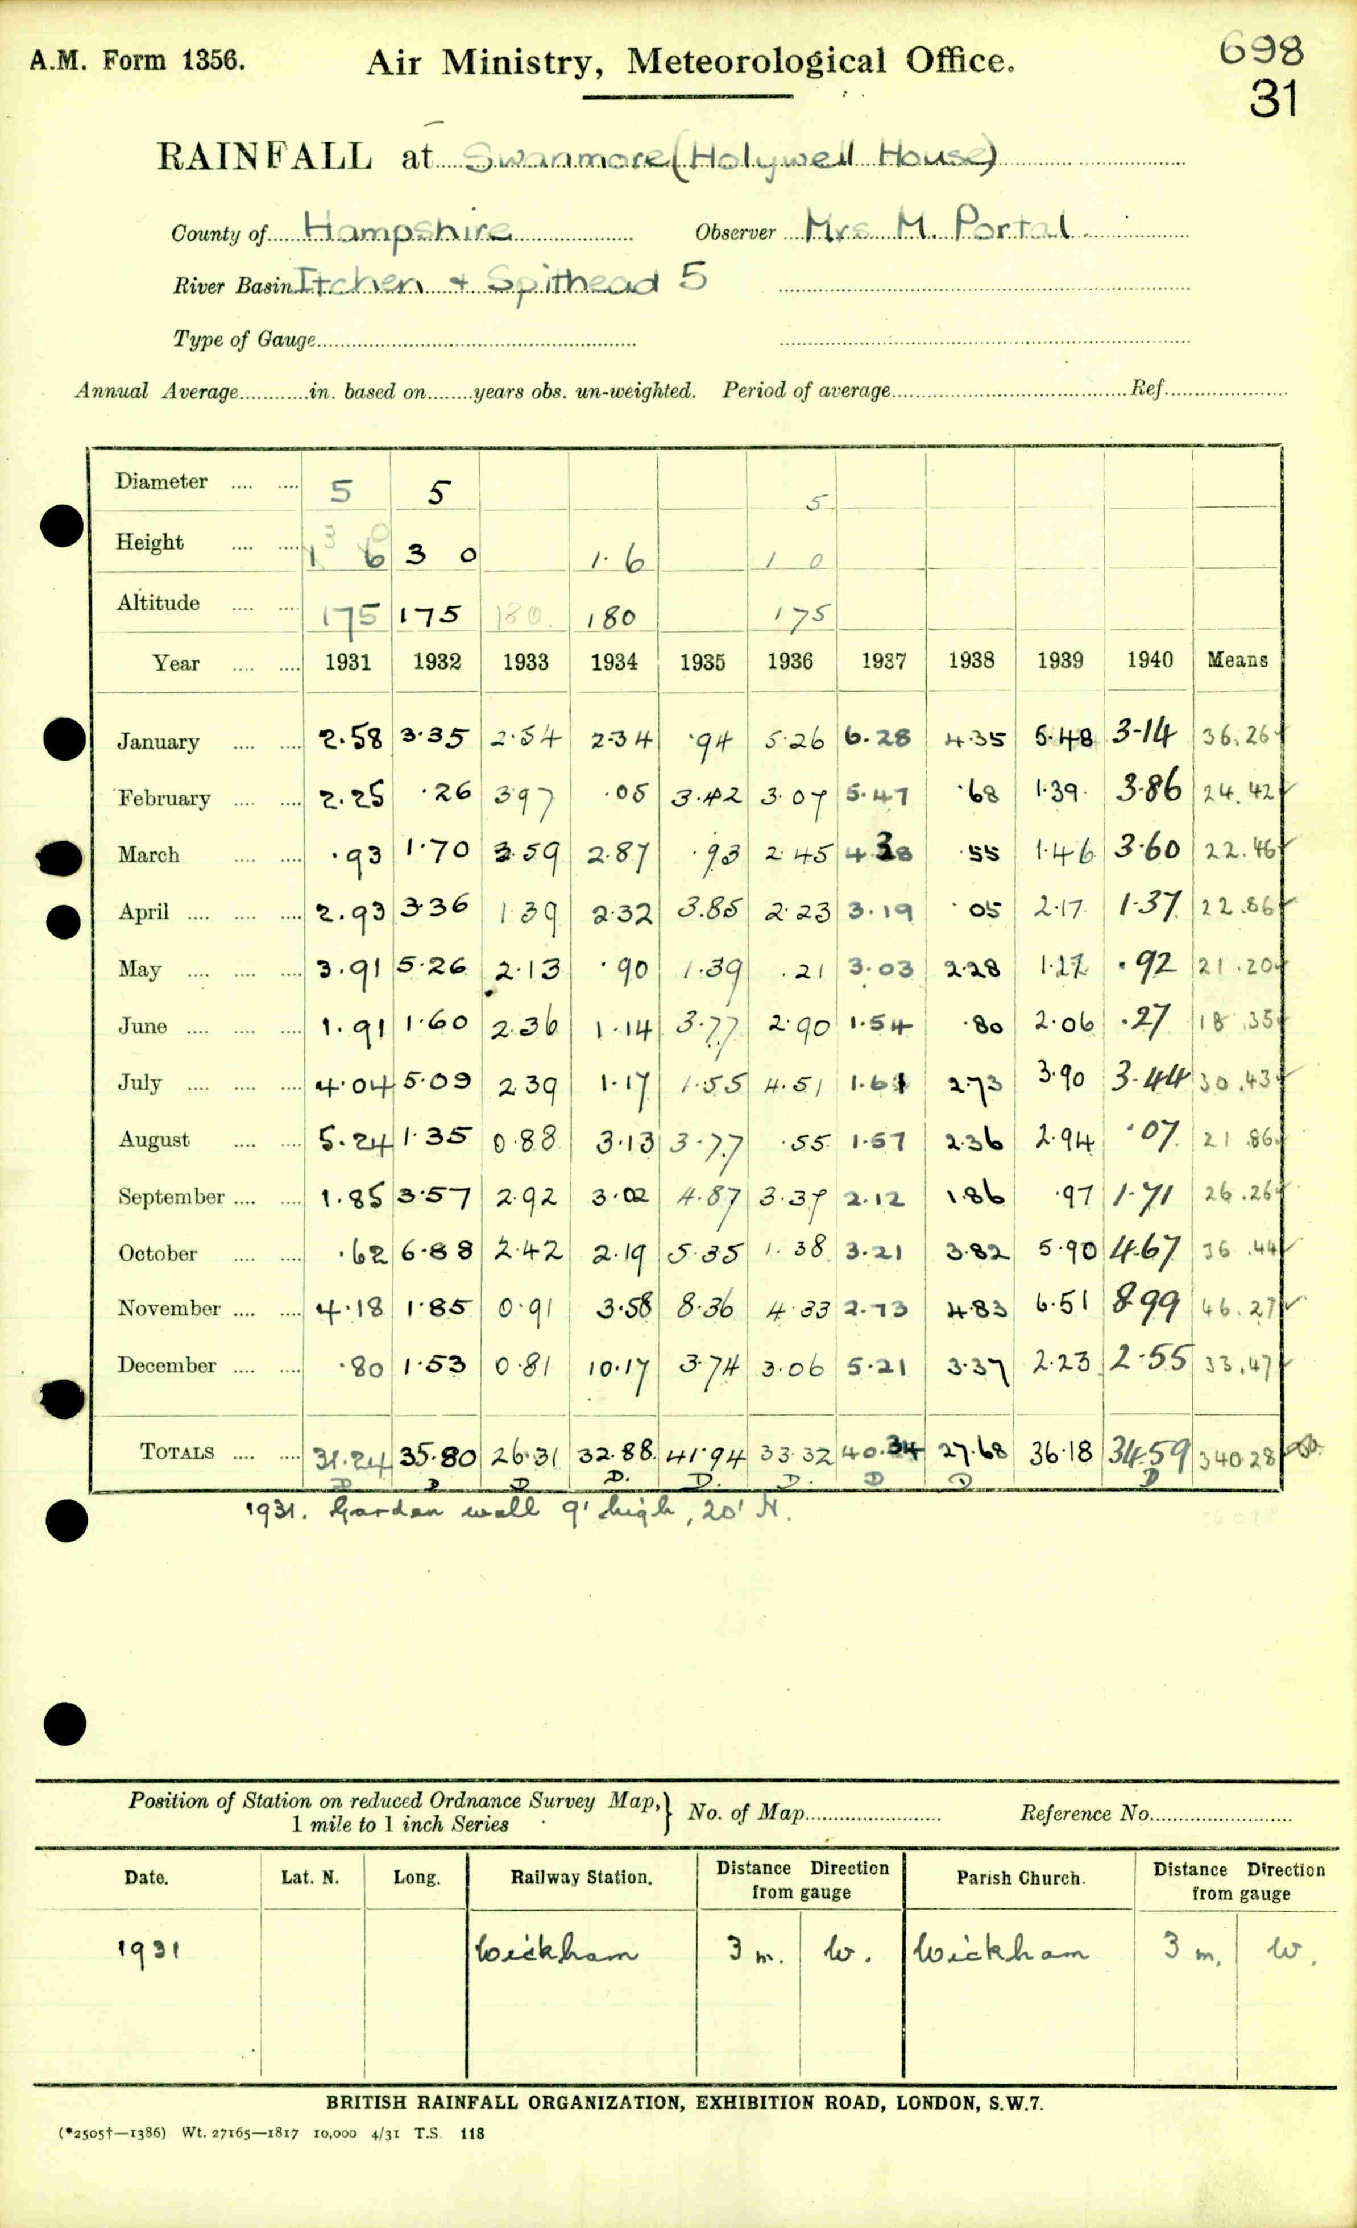 A.M. Form 1356. Air Ministry, Meteorological Office. 698
31
RAINFALL at Swanmore (Holywell House)
County of Hampshire Observer Mrs M. Portal.
River Basin Itchen + Spithead 5
Type of Gauge
Annual Average in. based on years obs. un-weighted. Period of average Ref.
Diameter 5 5 5
Height 1 6 3 0 3 0 1.6 1 0
Altitude 175 175 180 180 175
Year 1931 1932 1933 1934 1935 1936 1937 1938 1939 1940 Means
January 2.58 3.35 2.54 2.34 .94 5.26 6.28 4.35 5.48 3.14 36.26
February 2.25 .26 3.97 .05 3.42 3.07 5.47 .68 1.39 3.86 24.42
March .93 1.70 3.59 2.87 .93 2.45 4.38 .55 1.46 3.60 22.46
April 2.93 3.36 1.39 2.32 3.85 2.23 3.19 .05 2.17 1.37 22.86
May 3.91 5.26 2.13 .90 1.39 .21 3.03 2.28 1.17 .92 21.20
June 1.91 1.60 2.36 1.14 3.77 2.90 1.54 .80 2.06 .27 18.35
July 4.04 5.09 2.39 1.17 1.55 4.51 1.61 2.73 3.90 3.44 30.43
August 5.24 1.35 0.88 3.13 3.77 .55 1.57 2.36 2.94 .07 21.86
September 1.85 3.57 2.92 3.02 4.87 3.37 2.12 1.86 .97 1.71 26.26
October .62 6.88 2.42 2.19 5.35 1.38 3.21 3.82 5.90 4.67 36.44
November 4.18 1.85 0.91 3.58 8.36 4.33 2.73 4.83 6.51 8.99 46.27
December .80 1.53 0.81 10.17 3.74 3.06 5.21 3.37 2.23 2.55 33.47
TOTALS 31.24 35.80 26.31 32.88 41.94 33.32 40.34 27.68 36.18 34.59 340.28
D D D D. D. D. D D D
1931. Garden wall 9' high, 20' N.
Position of Station on reduced Ordnance Survey Map,} No. of Map Reference No.
1 mile to 1 inch Series
Date. Lat. N. Long. Railway Station. Distance Direction from gauge Parish Church. Distance Direction from gauge
1931 Wickham 3 m. W. Wickham 3 m. W.
BRITISH RAINFALL ORGANIZATION, EXHIBITION ROAD, LONDON, S.W.7.
(*2505†—1386) Wt. 27165—1817 10,000 4/31 T.S. 118